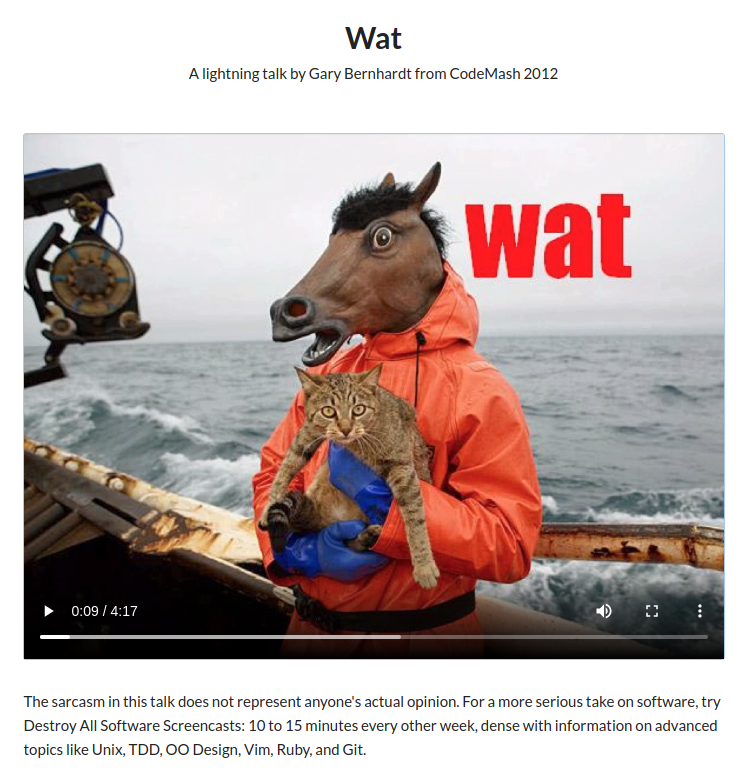 Wat
A lightning talk by Gary Bernhardt from CodeMash 2012
wat
0:09 / 4:17
The sarcasm in this talk does not represent anyone's actual opinion. For a more serious take on software, try
Destroy All Software Screencasts: 10 to 15 minutes every other week, dense with information on advanced
topics like Unix, TDD, OO Design, Vim, Ruby, and Git.